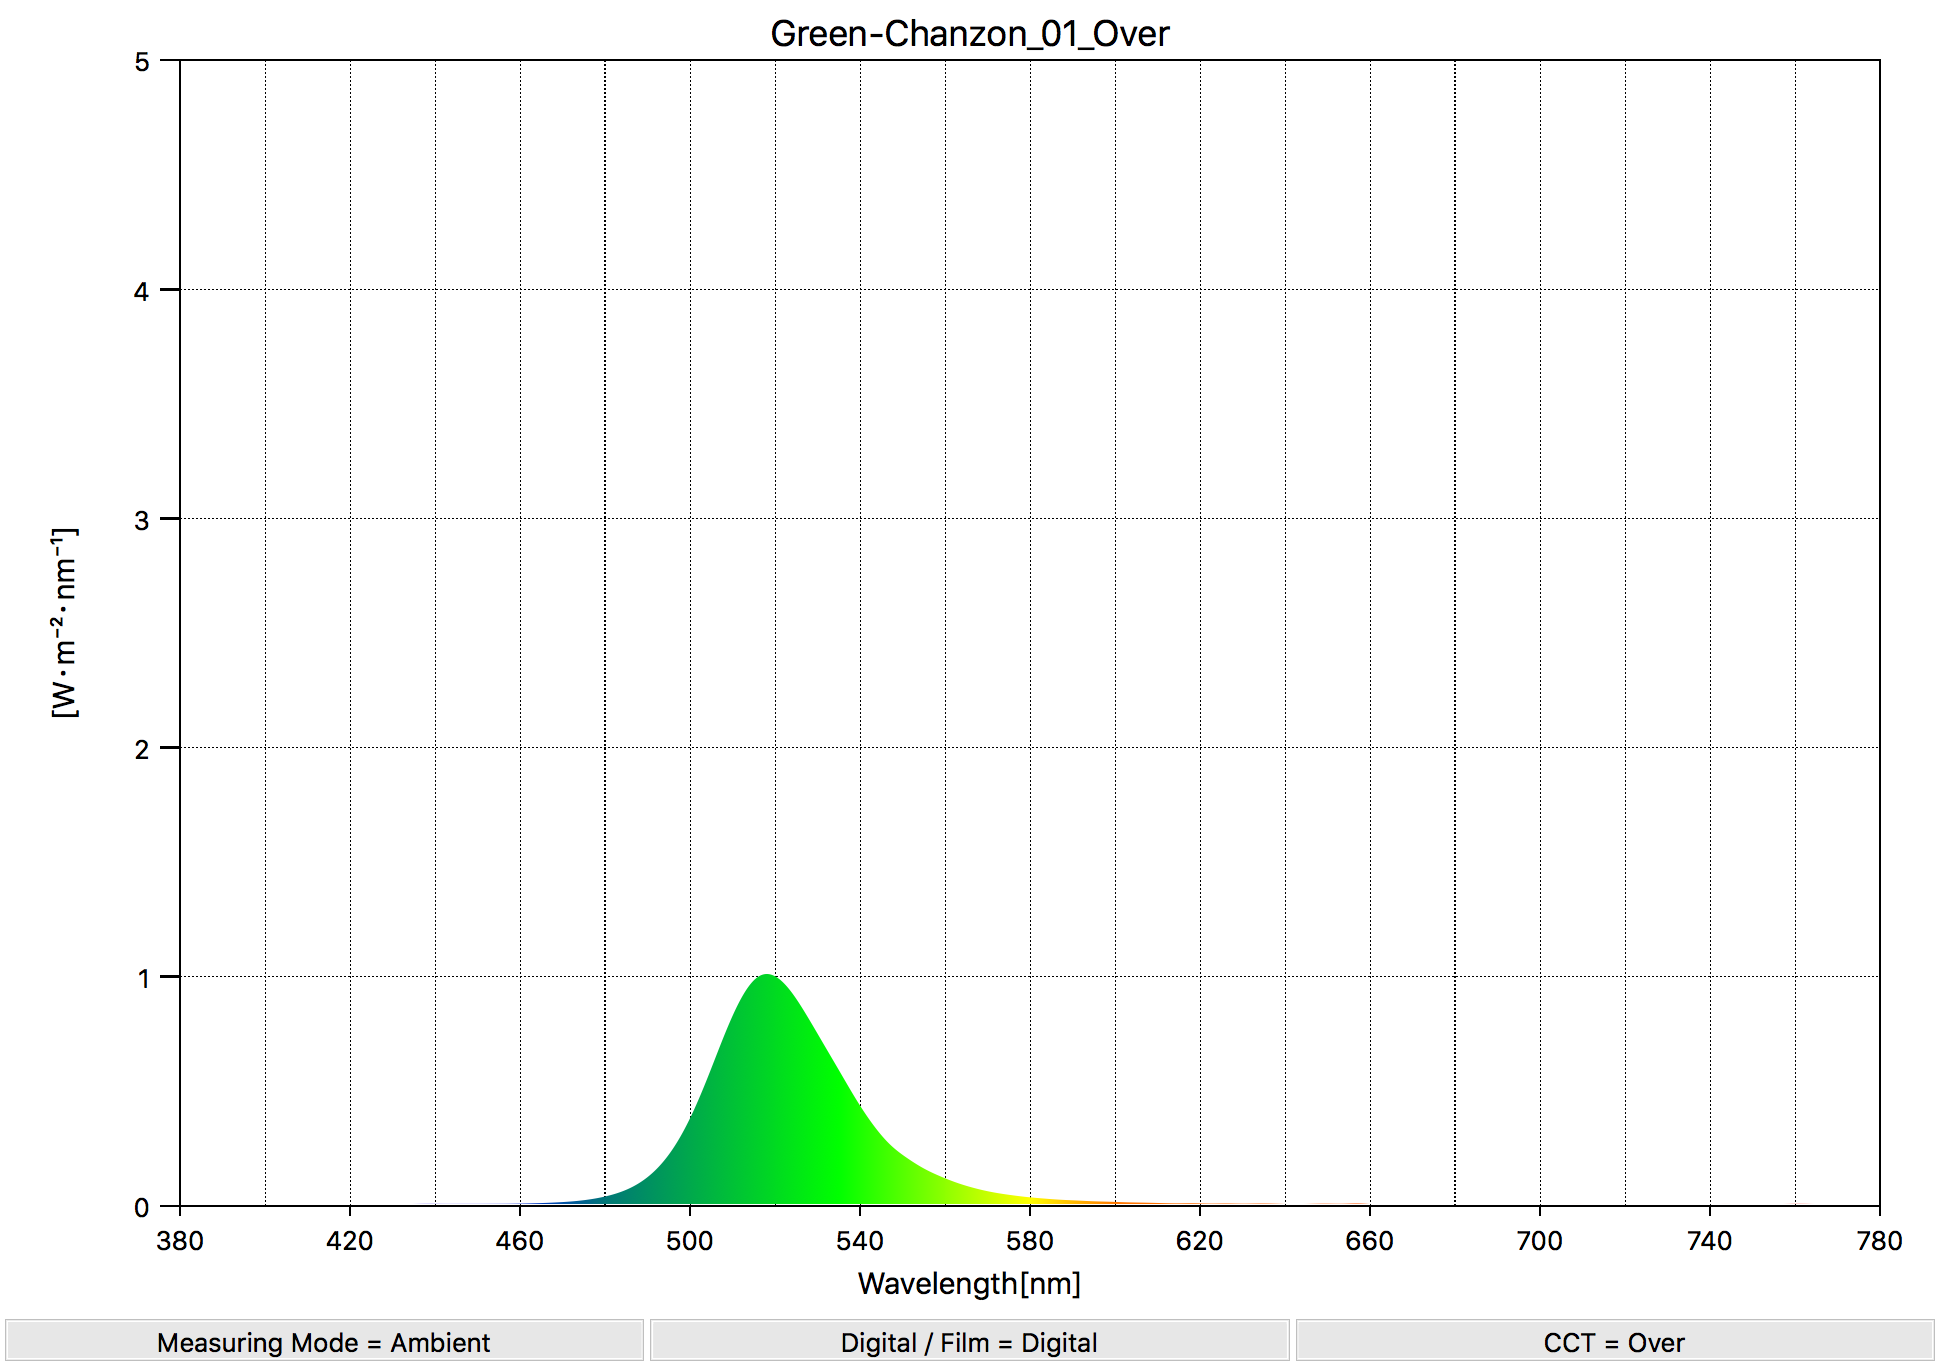 Green-Chanzon_01_Over
5
4
3
2
1
0
[W·m⁻²·nm⁻¹]
380 420 460 500 540 580 620 660 700 740 780
Wavelength[nm]
Measuring Mode = Ambient
Digital / Film = Digital
CCT = Over